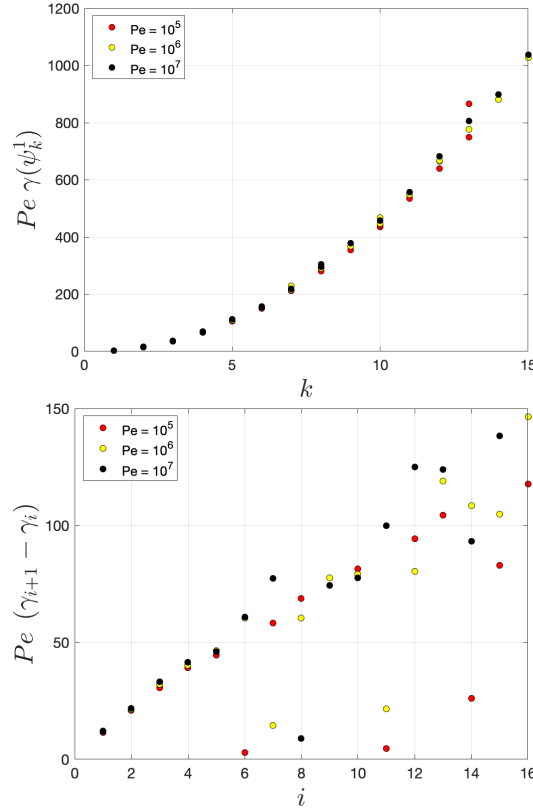 1200
1000
800
600
400
200
0
Pe γ(ψ_k^1)
Pe = 10^5
Pe = 10^6
Pe = 10^7
0 5 10 15
k
150
100
50
0
Pe (γ_{i+1} − γ_i)
Pe = 10^5
Pe = 10^6
Pe = 10^7
0 2 4 6 8 10 12 14 16
i